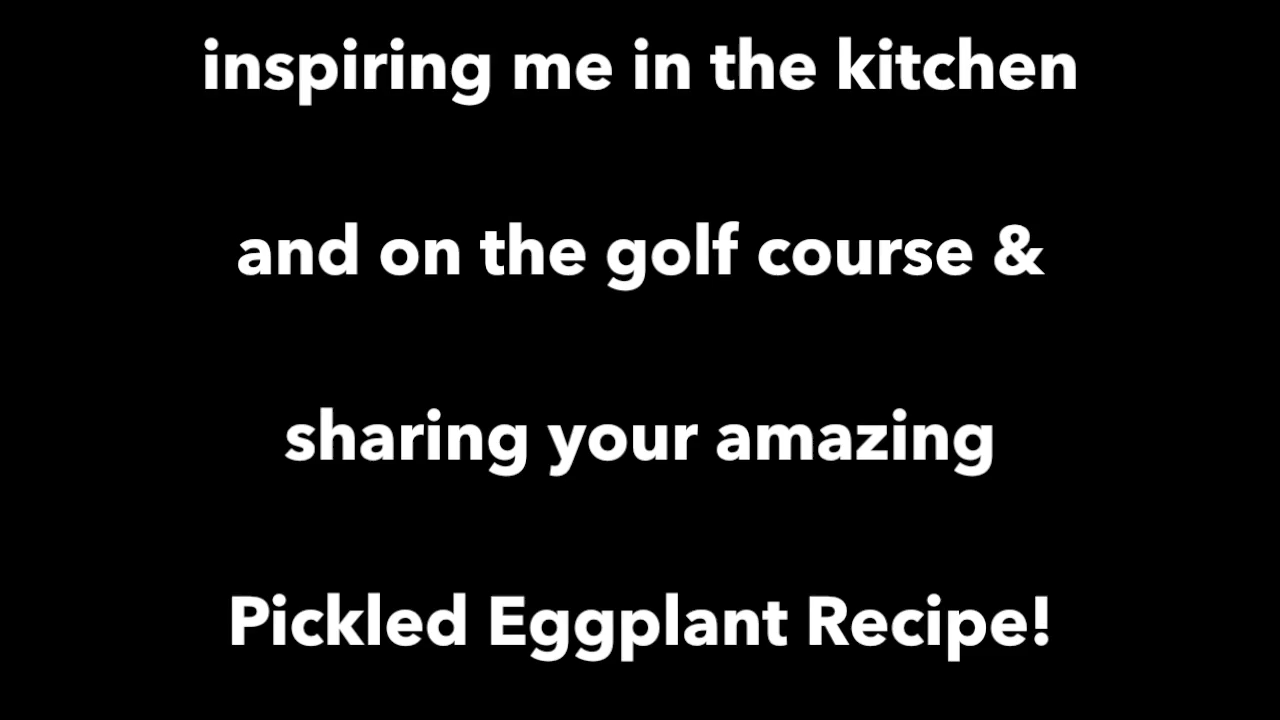 inspiring me in the kitchen
and on the golf course &
sharing your amazing
Pickled Eggplant Recipe!